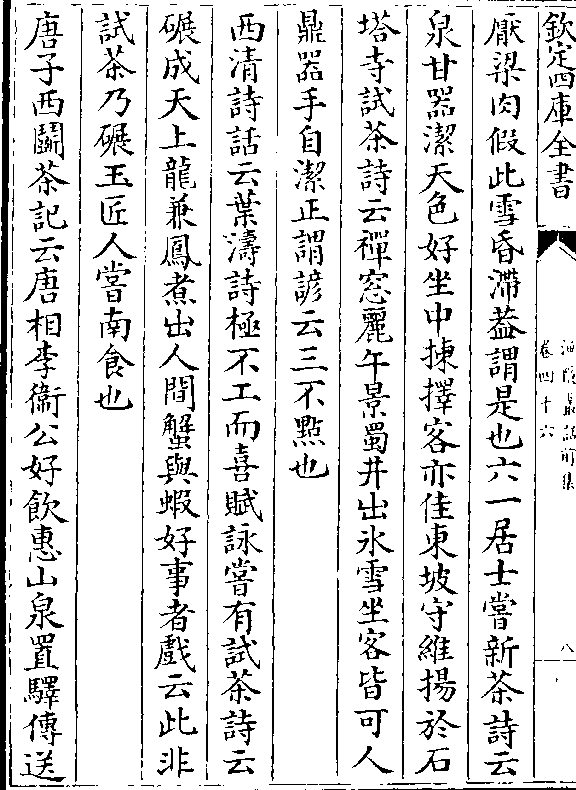 欽定四庫全書
漁隱叢話前集
卷四十六
八
厭梁肉假此雪昏滯葢謂是也六一居士嘗新茶詩云
泉甘器潔天色好坐中揀擇客亦佳東坡守維揚於石
塔寺試茶詩云禪窓麗午景蜀井出氷雪坐客皆可人
鼎器手自潔正謂諺云三不點也
西清詩話云葉濤詩極不工而喜賦詠嘗有試茶詩云
碾成天上龍兼鳳煮出人間蟹與蝦好事者戲云此非
試茶乃碾玉匠人嘗南食也
唐子西鬭茶記云唐相李衞公好飲惠山泉置驛傳送